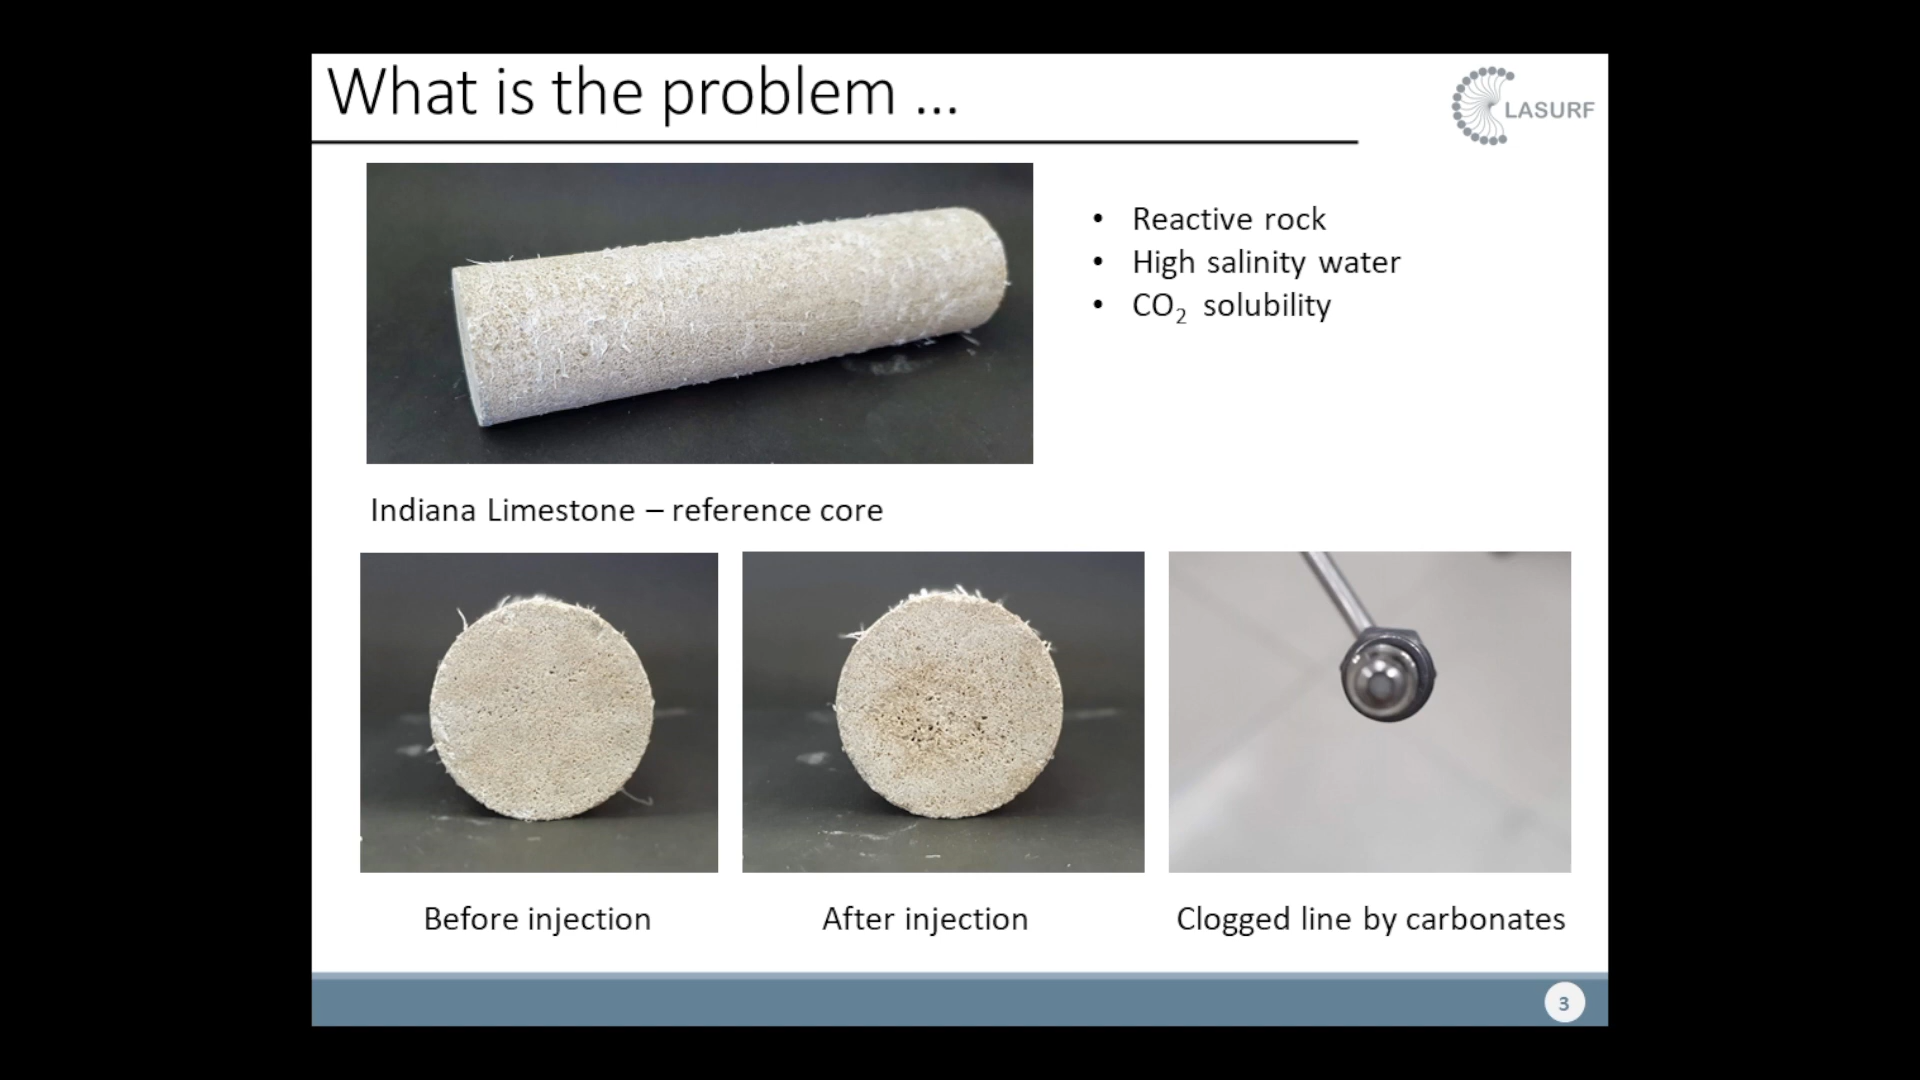 What is the problem ...
LASURF
• Reactive rock
• High salinity water
• CO₂ solubility
Indiana Limestone – reference core
Before injection
After injection
Clogged line by carbonates
3